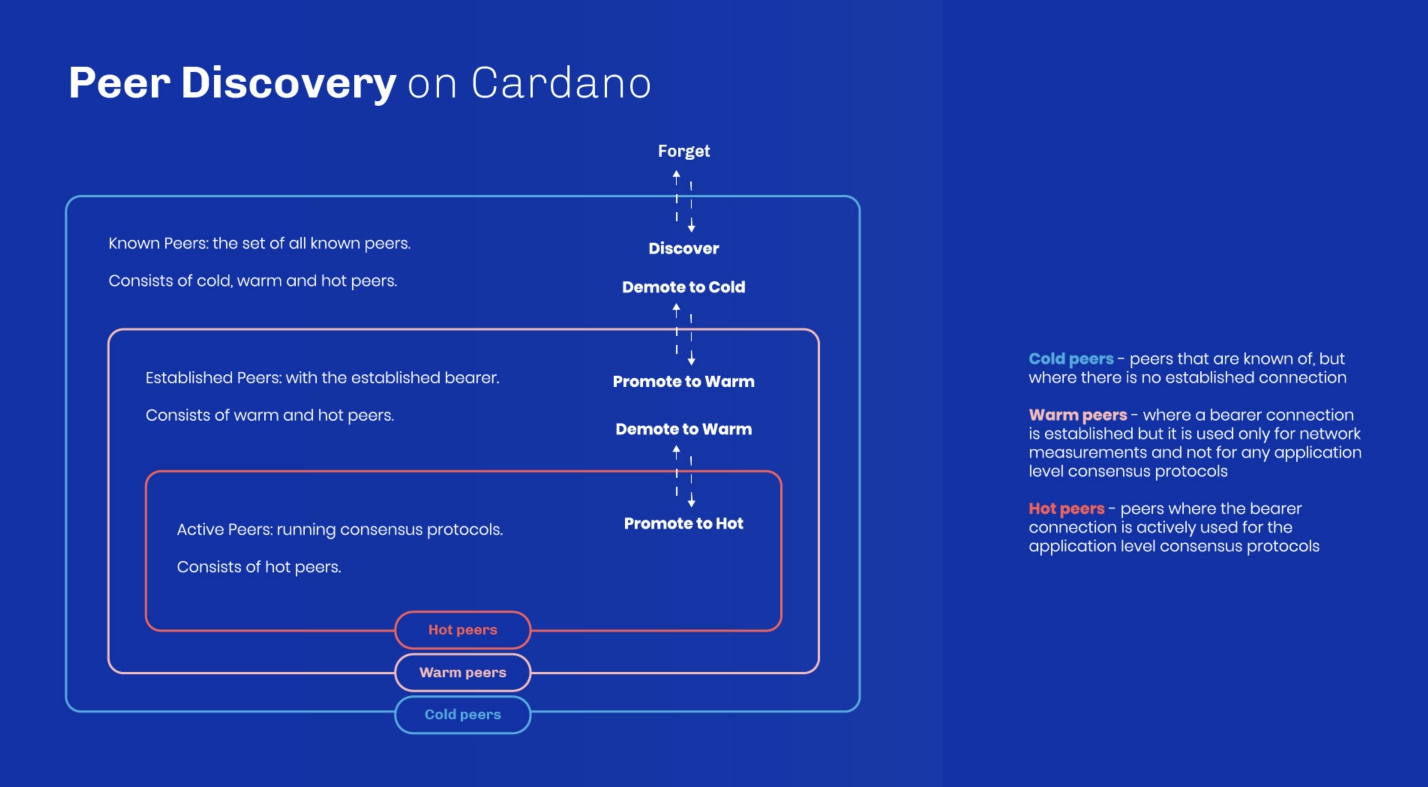 Peer Discovery on Cardano
Forget
Known Peers: the set of all known peers.
Consists of cold, warm and hot peers.
Discover
Demote to Cold
Established Peers: with the established bearer.
Consists of warm and hot peers.
Promote to Warm
Demote to Warm
Active Peers: running consensus protocols.
Consists of hot peers.
Promote to Hot
Hot peers
Warm peers
Cold peers
Cold peers - peers that are known of, but
where there is no established connection
Warm peers - where a bearer connection
is established but it is used only for network
measurements and not for any application
level consensus protocols
Hot peers - peers where the bearer
connection is actively used for the
application level consensus protocols